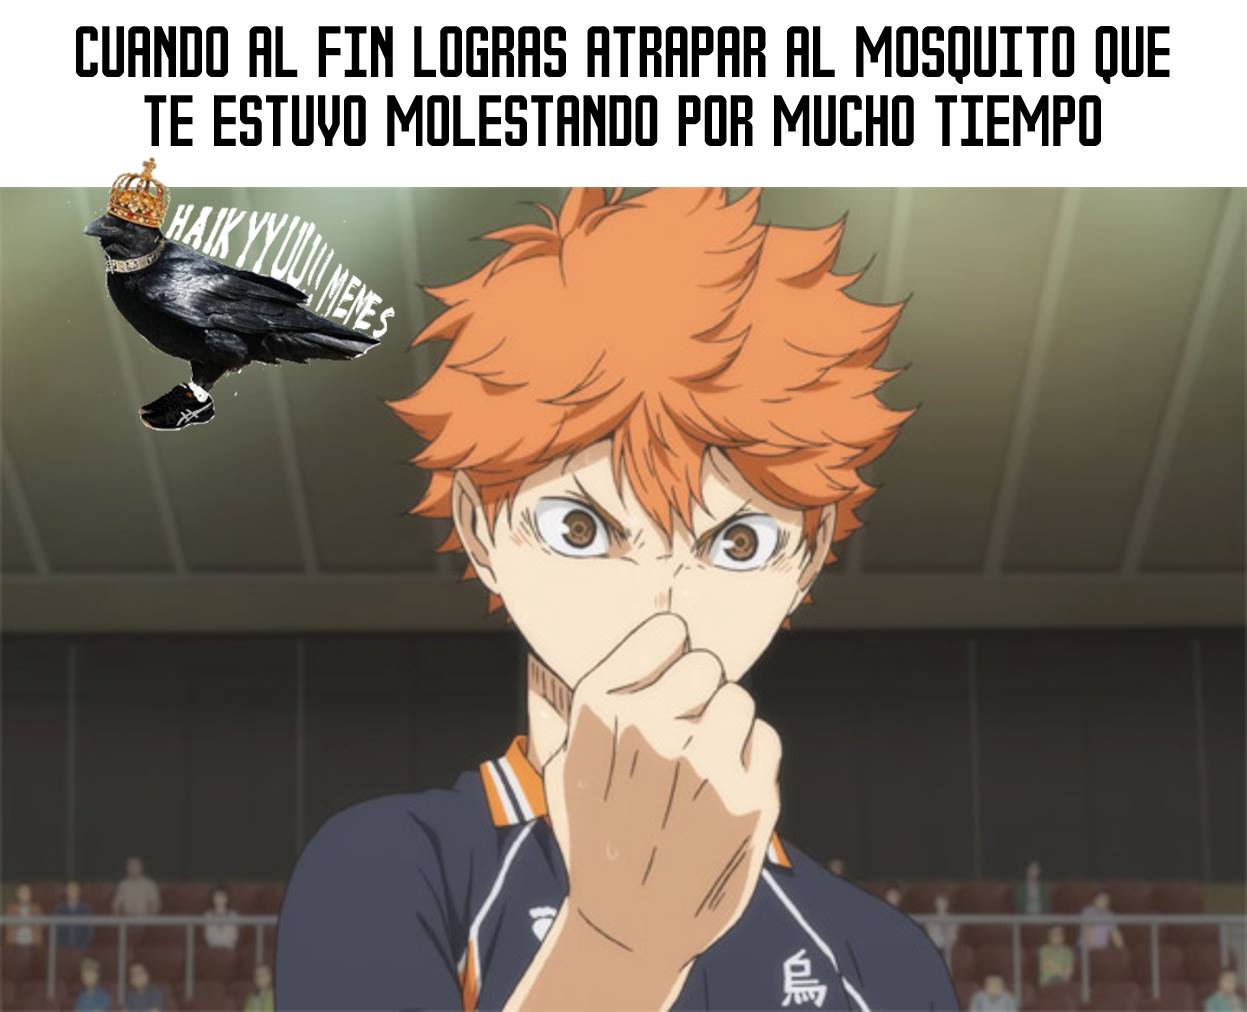 CUANDO AL FIN LOGRAS ATRAPAR AL MOSQUITO QUE
TE ESTUVO MOLESTANDO POR MUCHO TIEMPO
HAIKYYUU!! MEMES
烏